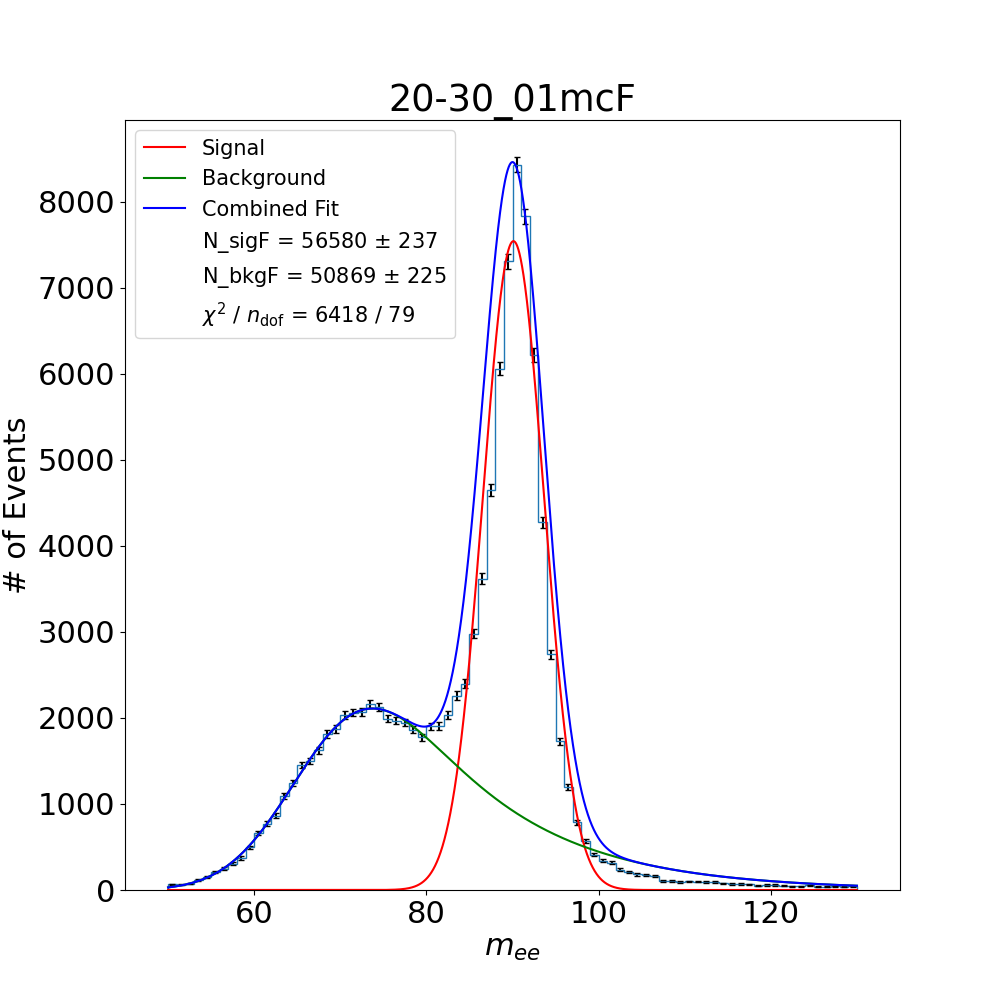 20-30_01mcF
Signal
Background
Combined Fit
N_sigF = 56580 ± 237
N_bkgF = 50869 ± 225
χ² / n_dof = 6418 / 79
# of Events
8000
7000
6000
5000
4000
3000
2000
1000
0
60 80 100 120
m_ee